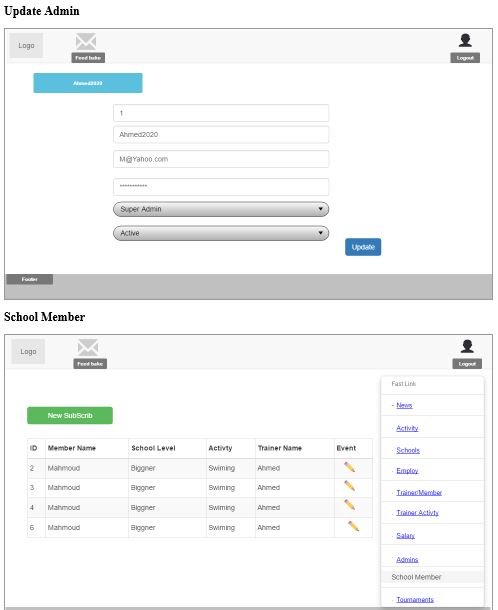 Update Admin
Logo
Feed bake
Logout
Ahmed2020
1
Ahmed2020
M@Yahoo.com
***********
Super Admin
Active
Update
Footer
School Member
Logo
Feed bake
Logout
Fast Link
- News
- Activity
- Schools
- Employ
- Trainer/Member
- Trainer Activty
- Salary
- Admins
School Member
- Tournaments
New SubScrib
ID Member Name School Level Activty Trainer Name Event
2 Mahmoud Biggner Swiming Ahmed
3 Mahmoud Biggner Swiming Ahmed
4 Mahmoud Biggner Swiming Ahmed
6 Mahmoud Biggner Swiming Ahmed